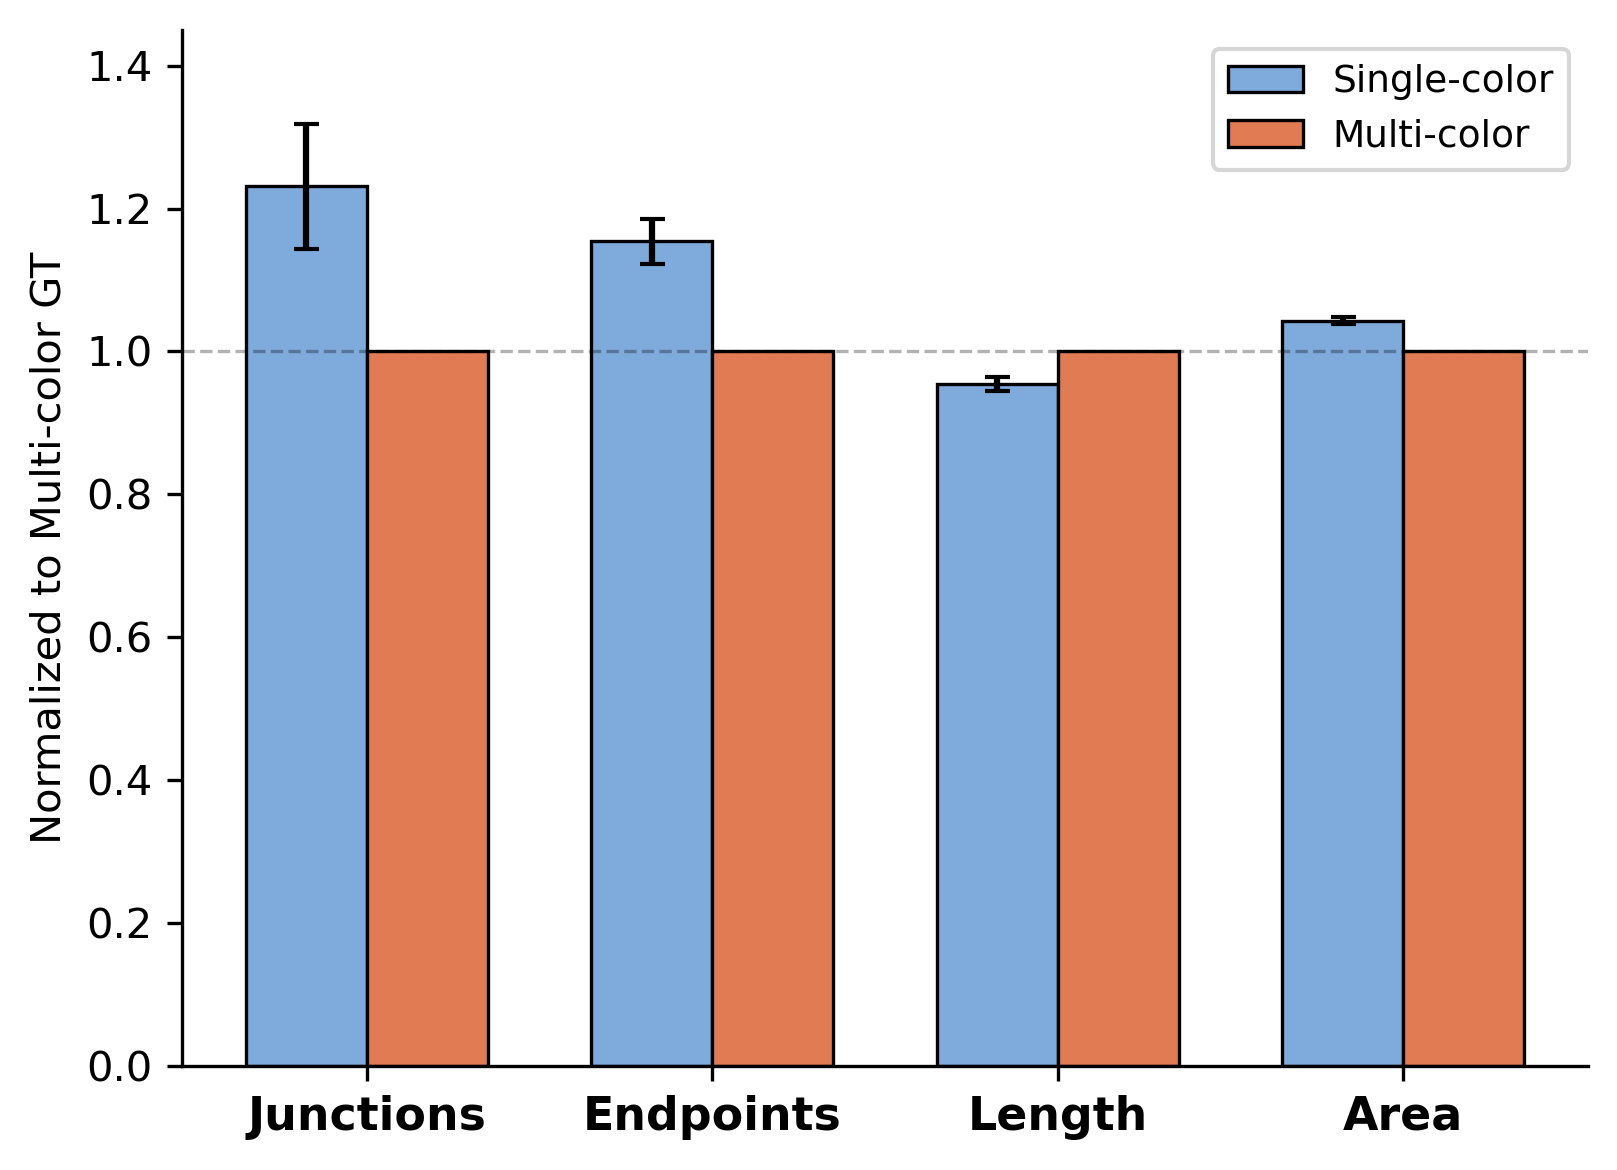 Single-color
Multi-color
Normalized to Multi-color GT
1.4
1.2
1.0
0.8
0.6
0.4
0.2
0.0
Junctions Endpoints Length Area